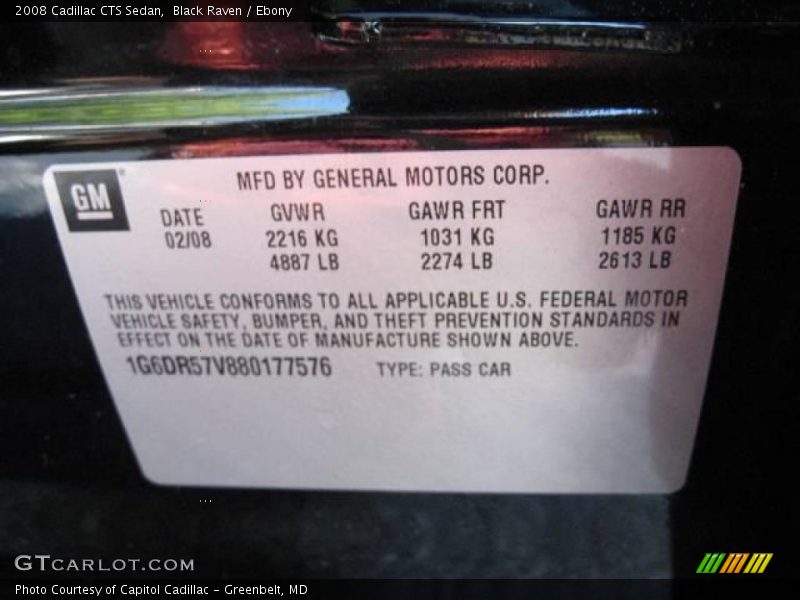 2008 Cadillac CTS Sedan, Black Raven / Ebony
GM
MFD BY GENERAL MOTORS CORP.
DATE GVWR GAWR FRT GAWR RR
02/08 2216 KG 1031 KG 1185 KG
4887 LB 2274 LB 2613 LB
THIS VEHICLE CONFORMS TO ALL APPLICABLE U.S. FEDERAL MOTOR
VEHICLE SAFETY, BUMPER, AND THEFT PREVENTION STANDARDS IN
EFFECT ON THE DATE OF MANUFACTURE SHOWN ABOVE.
1G6DR57V880177576 TYPE: PASS CAR
GTCARLOT.COM
Photo Courtesy of Capitol Cadillac - Greenbelt, MD